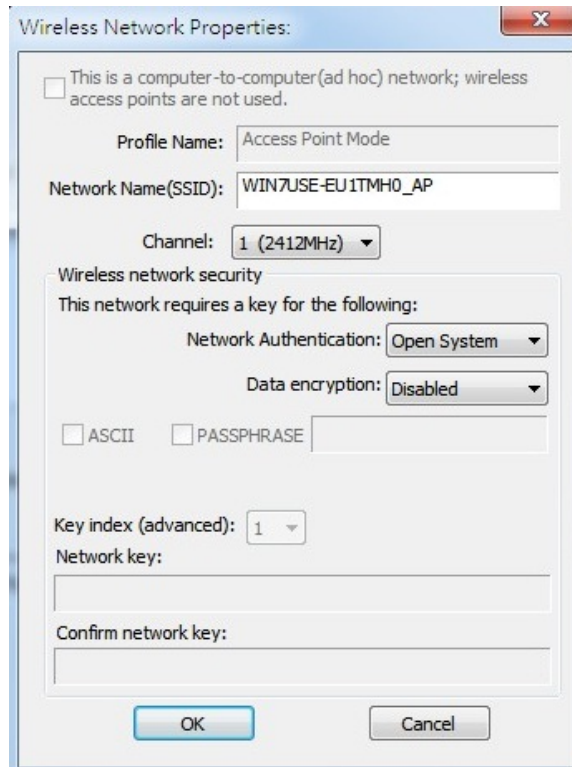 Wireless Network Properties:
This is a computer-to-computer(ad hoc) network; wireless
access points are not used.
Profile Name: Access Point Mode
Network Name(SSID): WIN7USE-EU1TMH0_AP
Channel: 1 (2412MHz)
Wireless network security
This network requires a key for the following:
Network Authentication: Open System
Data encryption: Disabled
ASCII PASSPHRASE
Key index (advanced): 1
Network key:
Confirm network key:
OK Cancel